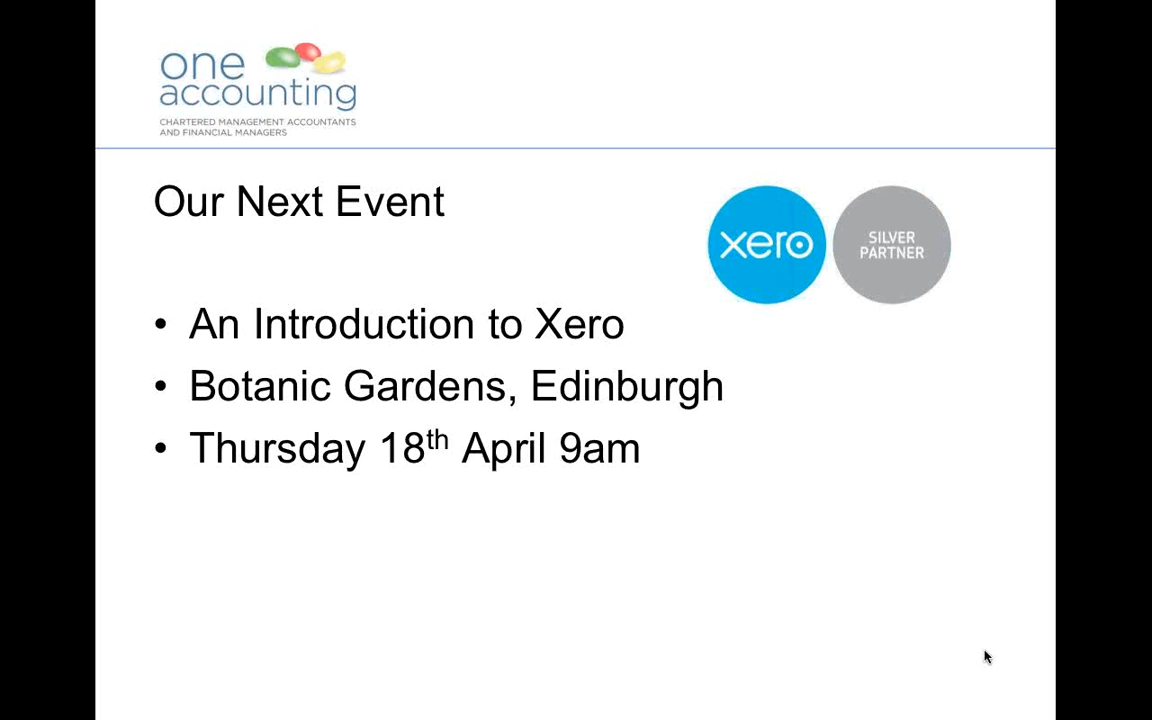 one
accounting
CHARTERED MANAGEMENT ACCOUNTANTS
AND FINANCIAL MANAGERS
Our Next Event
xero
SILVER
PARTNER
• An Introduction to Xero
• Botanic Gardens, Edinburgh
• Thursday 18th April 9am